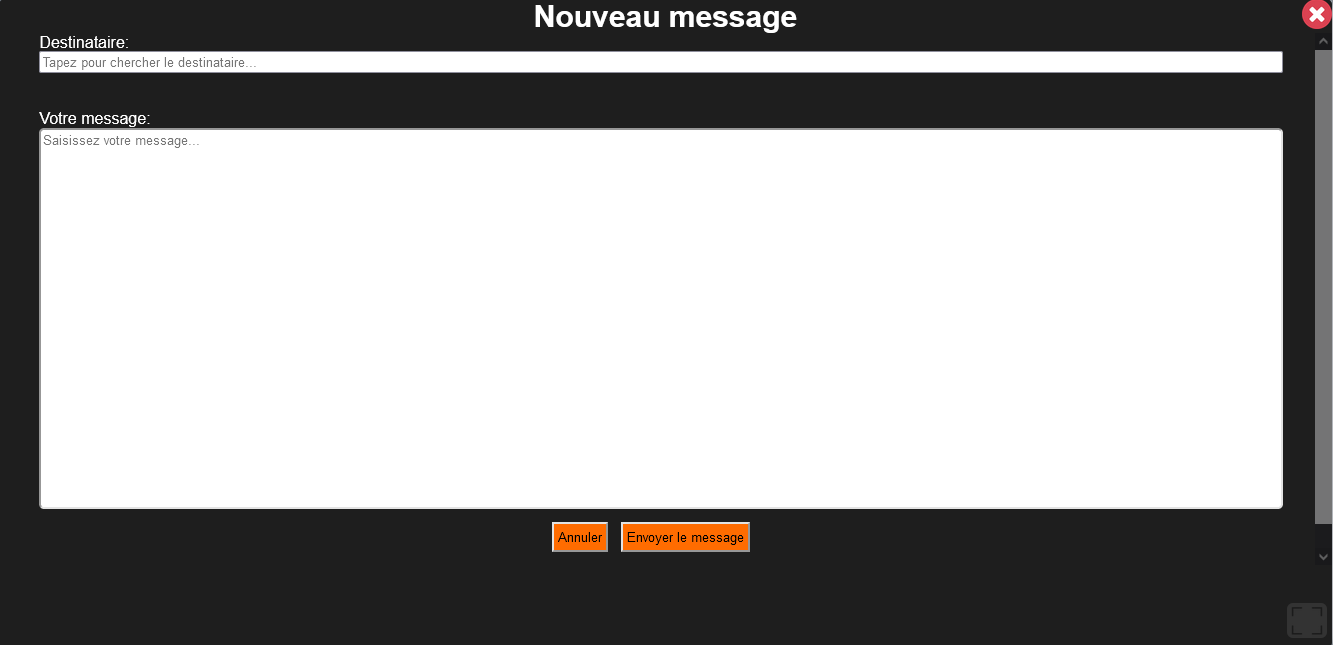 Nouveau message
Destinataire:
Tapez pour chercher le destinataire...
Votre message:
Saisissez votre message...
Annuler
Envoyer le message